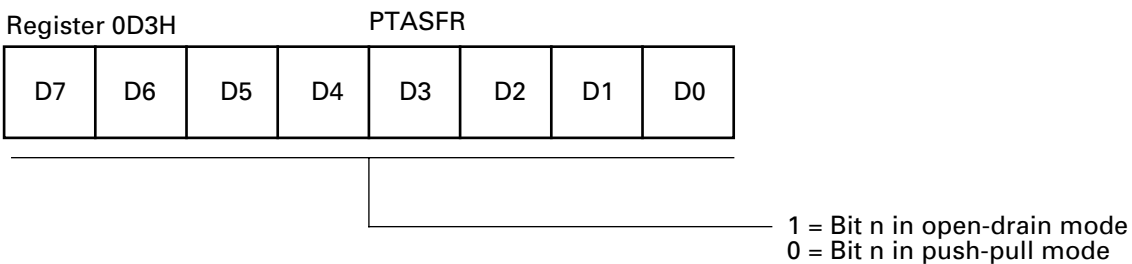 Register 0D3H PTASFR
D7 D6 D5 D4 D3 D2 D1 D0
1 = Bit n in open-drain mode
0 = Bit n in push-pull mode